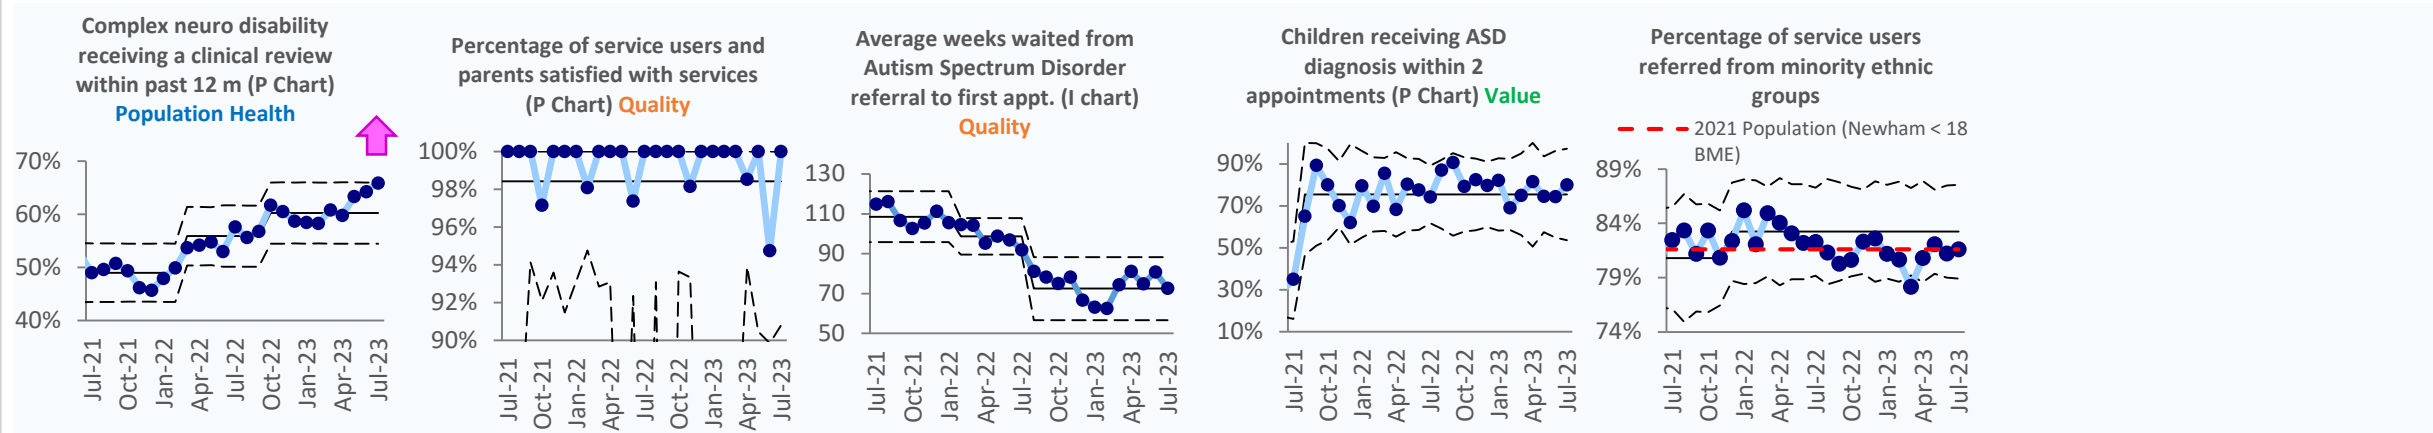 Complex neuro disability
receiving a clinical review
within past 12 m (P Chart)
Population Health
70%
60%
50%
40%
Jul-21
Oct-21
Jan-22
Apr-22
Jul-22
Oct-22
Jan-23
Apr-23
Jul-23
Percentage of service users and
parents satisfied with services
(P Chart) Quality
100%
98%
96%
94%
92%
90%
Jul-21
Oct-21
Jan-22
Apr-22
Jul-22
Oct-22
Jan-23
Apr-23
Jul-23
Average weeks waited from
Autism Spectrum Disorder
referral to first appt. (I chart)
Quality
130
110
90
70
50
Jul-21
Oct-21
Jan-22
Apr-22
Jul-22
Oct-22
Jan-23
Apr-23
Jul-23
Children receiving ASD
diagnosis within 2
appointments (P Chart) Value
90%
70%
50%
30%
10%
Jul-21
Oct-21
Jan-22
Apr-22
Jul-22
Oct-22
Jan-23
Apr-23
Jul-23
Percentage of service users
referred from minority ethnic
groups
2021 Population (Newham < 18
BME)
89%
84%
79%
74%
Jul-21
Oct-21
Jan-22
Apr-22
Jul-22
Oct-22
Jan-23
Apr-23
Jul-23